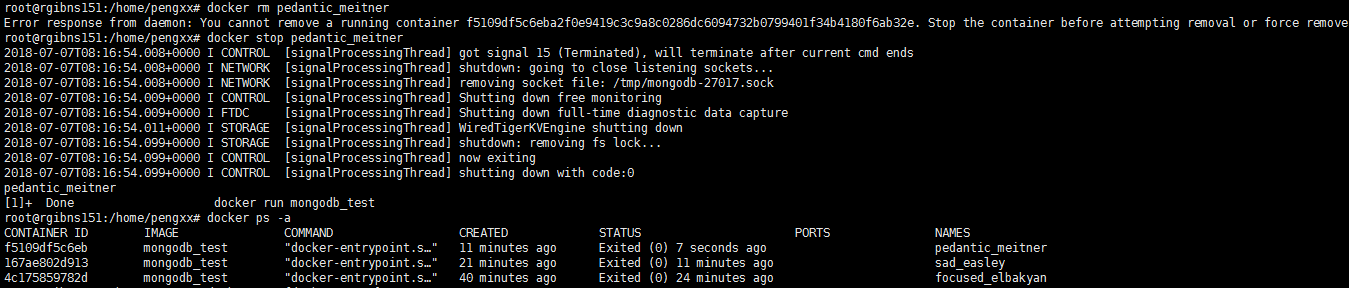 root@rgibns151:/home/pengxx# docker rm pedantic_meitner
Error response from daemon: You cannot remove a running container f5109df5c6eba2f0e9419c3c9a8c0286dc6094732b0799401f34b4180f6ab32e. Stop the container before attempting removal or force remove
root@rgibns151:/home/pengxx# docker stop pedantic_meitner
2018-07-07T08:16:54.008+0000 I CONTROL  [signalProcessingThread] got signal 15 (Terminated), will terminate after current cmd ends
2018-07-07T08:16:54.008+0000 I NETWORK  [signalProcessingThread] shutdown: going to close listening sockets...
2018-07-07T08:16:54.008+0000 I NETWORK  [signalProcessingThread] removing socket file: /tmp/mongodb-27017.sock
2018-07-07T08:16:54.009+0000 I CONTROL  [signalProcessingThread] Shutting down free monitoring
2018-07-07T08:16:54.009+0000 I FTDC     [signalProcessingThread] Shutting down full-time diagnostic data capture
2018-07-07T08:16:54.011+0000 I STORAGE  [signalProcessingThread] WiredTigerKVEngine shutting down
2018-07-07T08:16:54.099+0000 I STORAGE  [signalProcessingThread] shutdown: removing fs lock...
2018-07-07T08:16:54.099+0000 I CONTROL  [signalProcessingThread] now exiting
2018-07-07T08:16:54.099+0000 I CONTROL  [signalProcessingThread] shutting down with code:0
pedantic_meitner
[1]+  Done                    docker run mongodb_test
root@rgibns151:/home/pengxx# docker ps -a
CONTAINER ID        IMAGE               COMMAND                  CREATED             STATUS                      PORTS               NAMES
f5109df5c6eb        mongodb_test        "docker-entrypoint.s…"   11 minutes ago      Exited (0) 7 seconds ago                        pedantic_meitner
167ae802d913        mongodb_test        "docker-entrypoint.s…"   21 minutes ago      Exited (0) 11 minutes ago                       sad_easley
4c175859782d        mongodb_test        "docker-entrypoint.s…"   40 minutes ago      Exited (0) 24 minutes ago                       focused_elbakyan